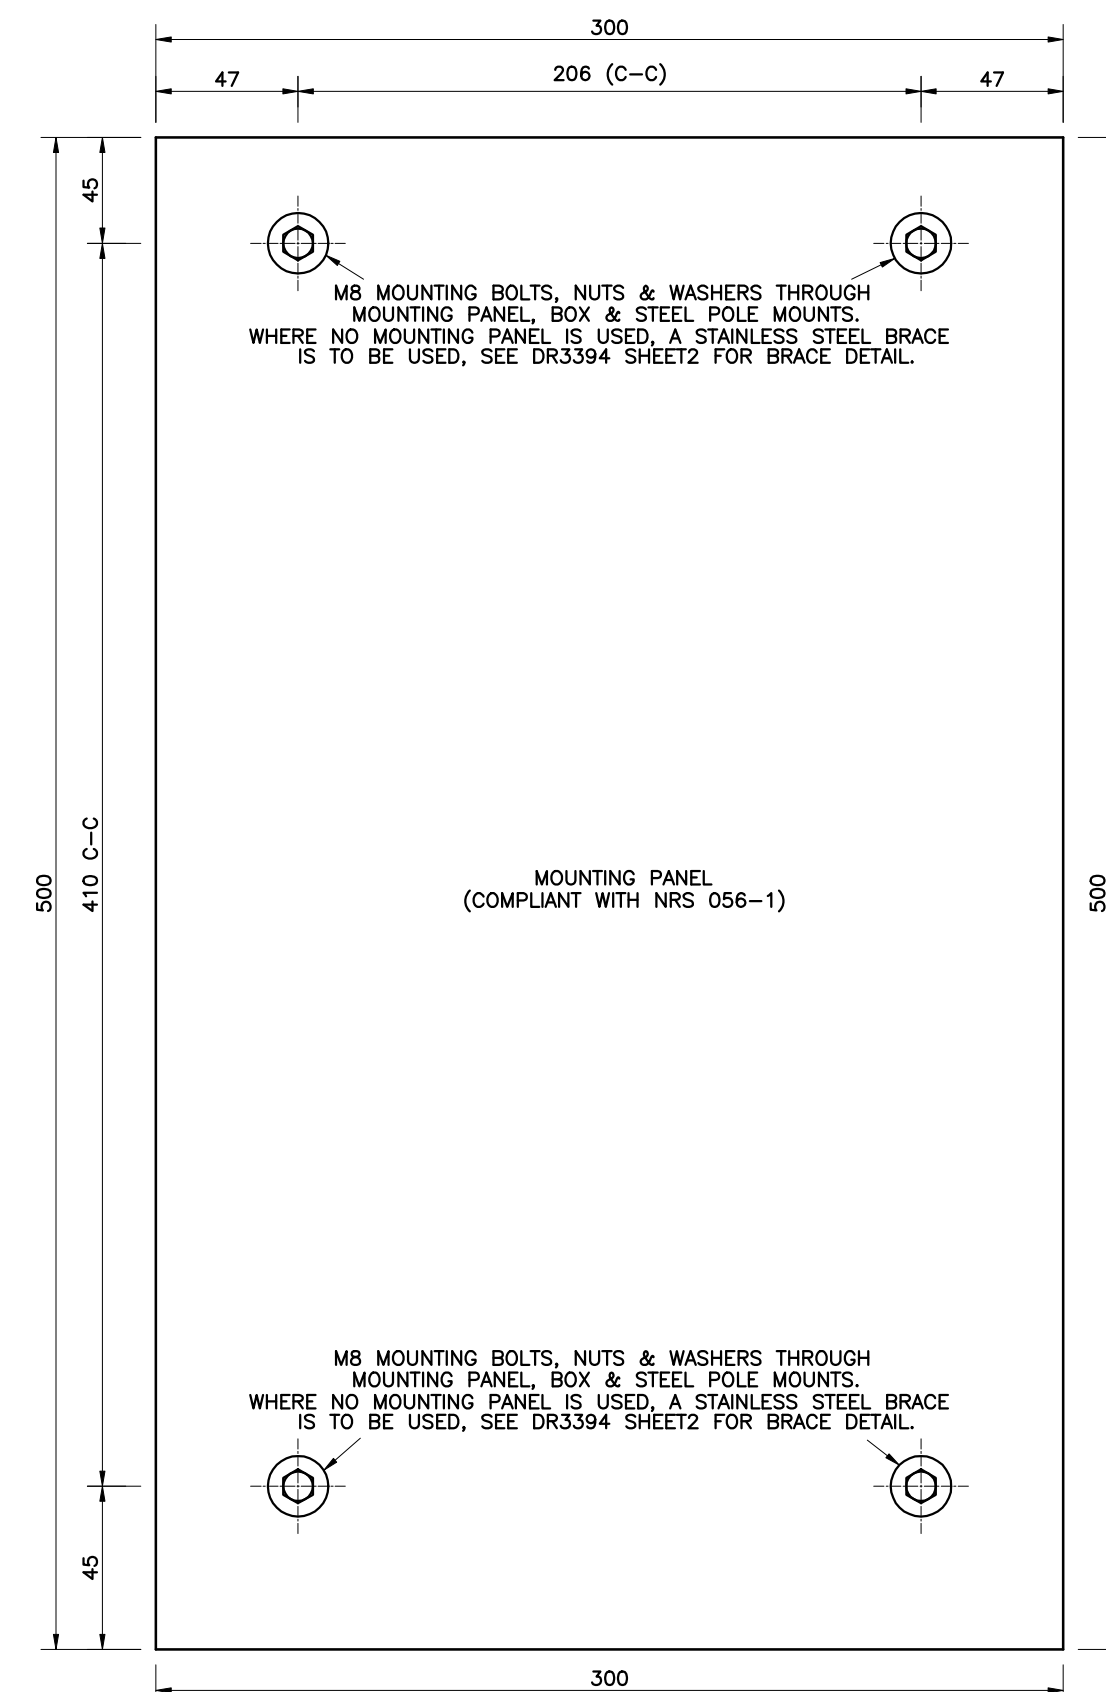 300
47
206 (C-C)
47
45
M8 MOUNTING BOLTS, NUTS & WASHERS THROUGH
MOUNTING PANEL, BOX & STEEL POLE MOUNTS.
WHERE NO MOUNTING PANEL IS USED, A STAINLESS STEEL BRACE
IS TO BE USED, SEE DR3394 SHEET2 FOR BRACE DETAIL.
500
410 C-C
MOUNTING PANEL
(COMPLIANT WITH NRS 056-1)
500
M8 MOUNTING BOLTS, NUTS & WASHERS THROUGH
MOUNTING PANEL, BOX & STEEL POLE MOUNTS.
WHERE NO MOUNTING PANEL IS USED, A STAINLESS STEEL BRACE
IS TO BE USED, SEE DR3394 SHEET2 FOR BRACE DETAIL.
45
300